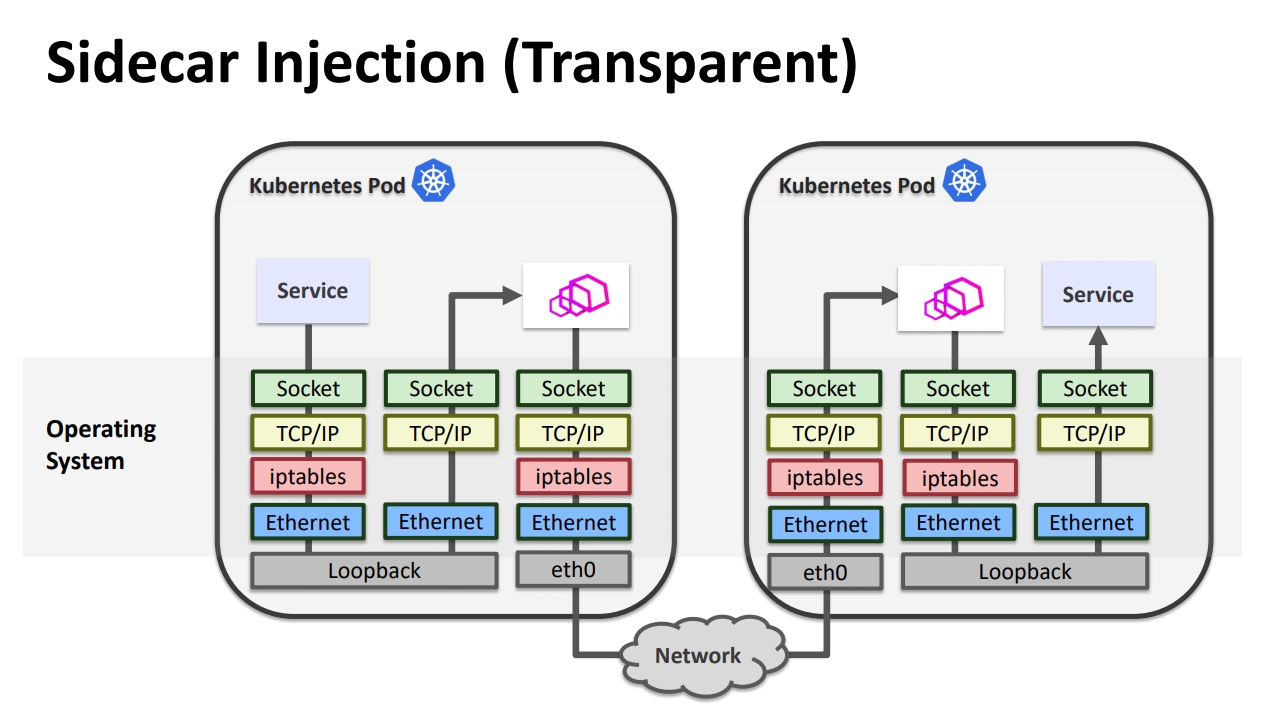 Sidecar Injection (Transparent)
Kubernetes Pod
Kubernetes Pod
Service
Service
Operating
System
Socket
Socket
Socket
Socket
Socket
Socket
TCP/IP
TCP/IP
TCP/IP
TCP/IP
TCP/IP
TCP/IP
iptables
iptables
iptables
iptables
Ethernet
Ethernet
Ethernet
Ethernet
Ethernet
Ethernet
Loopback
eth0
eth0
Loopback
Network